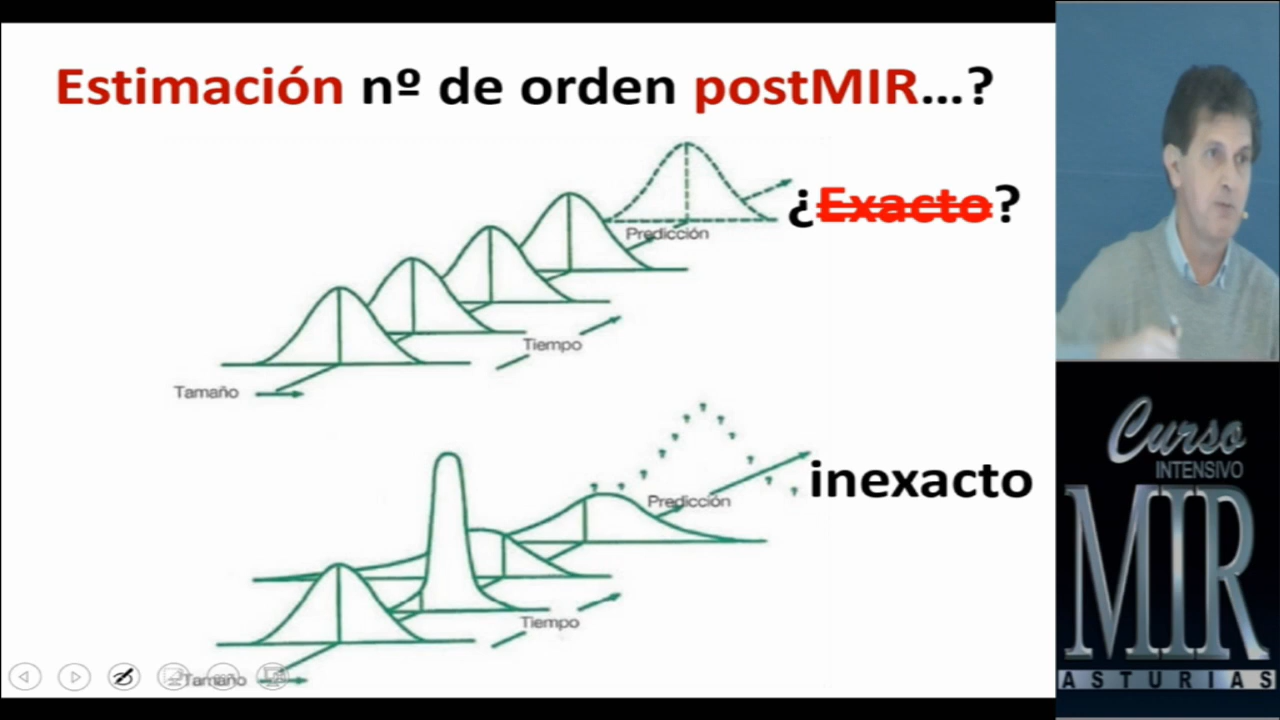 Estimación nº de orden postMIR...?
¿Exacto?
Predicción
Tiempo
Tamaño
inexacto
Predicción
Tiempo
Tamaño
Curso
INTENSIVO
MIR
ASTURIAS